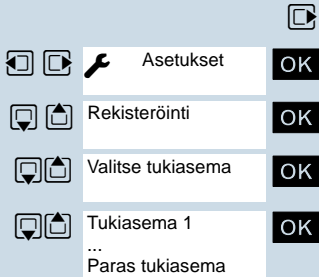 Asetukset OK
Rekisteröinti OK
Valitse tukiasema OK
Tukiasema 1 OK
...
Paras tukiasema